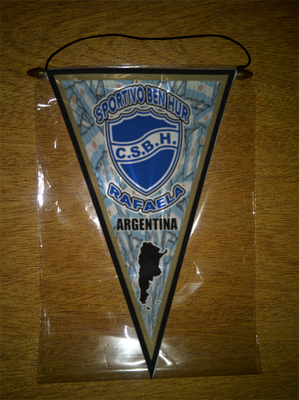 SPORTIVO BEN HUR
C.S.B.H.
RAFAELA
ARGENTINA